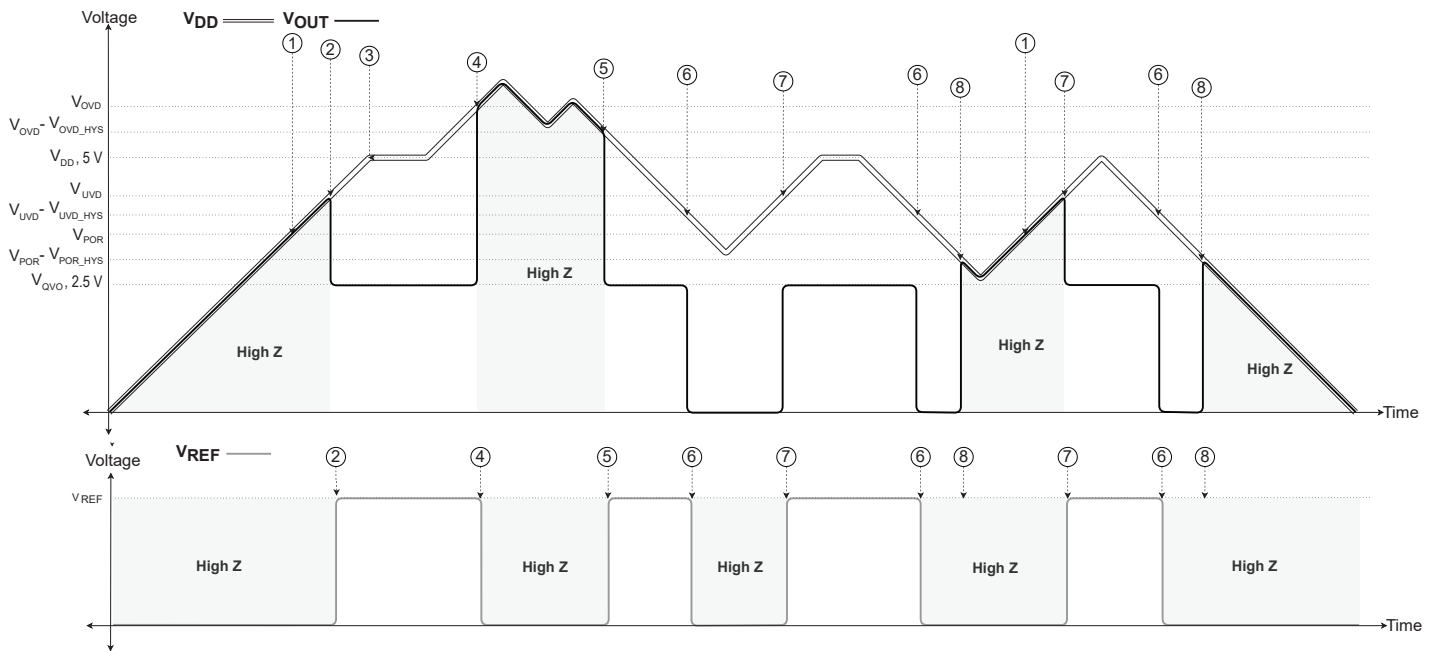 Voltage
VDD VOUT
1 2 3 4 5 6 7 6 8 1 7 6 8
VOVD
VOVD- VOVD_HYS
VDD, 5 V
VUVD
VUVD- VUVD_HYS
VPOR
VPOR- VPOR_HYS
VQVO, 2.5 V
High Z
High Z
High Z
High Z
Time
Voltage
VREF
2 4 5 6 7 6 8 7 6 8
V REF
High Z High Z High Z High Z High Z
Time